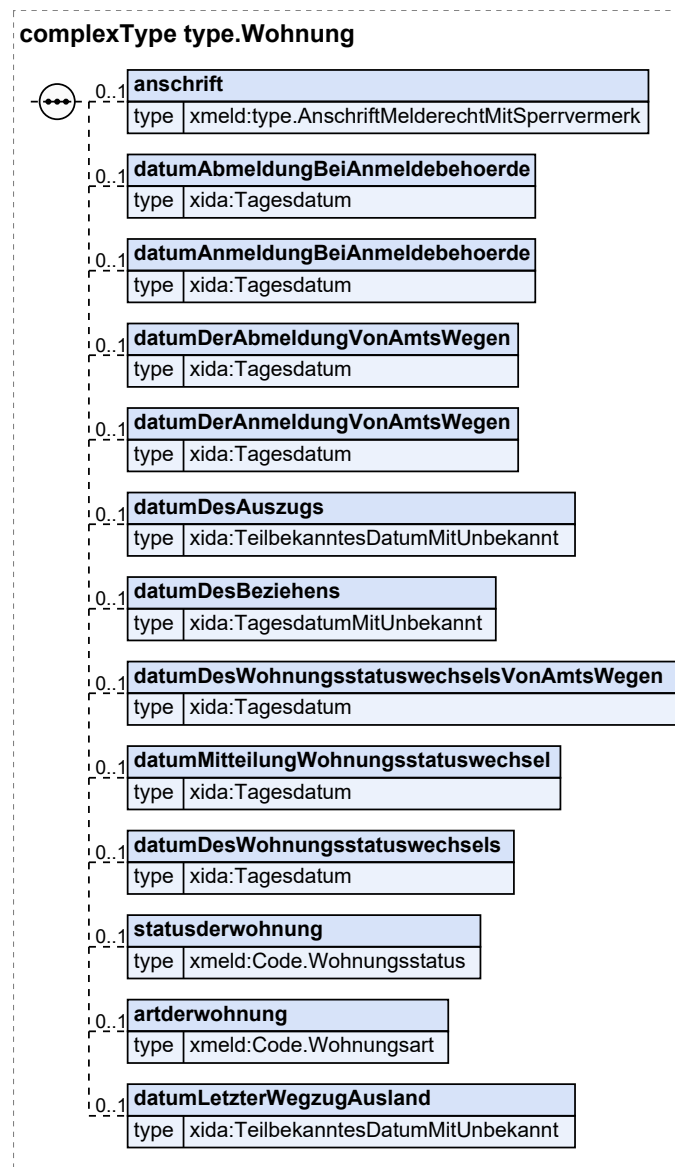 complexType type.Wohnung
0..1 anschrift
type xmeld:type.AnschriftMelderechtMitSperrvermerk
0..1 datumAbmeldungBeiAnmeldebehoerde
type xida:Tagesdatum
0..1 datumAnmeldungBeiAnmeldebehoerde
type xida:Tagesdatum
0..1 datumDerAbmeldungVonAmtsWegen
type xida:Tagesdatum
0..1 datumDerAnmeldungVonAmtsWegen
type xida:Tagesdatum
0..1 datumDesAuszugs
type xida:TeilbekanntesDatumMitUnbekannt
0..1 datumDesBeziehens
type xida:TagesdatumMitUnbekannt
0..1 datumDesWohnungsstatuswechselsVonAmtsWegen
type xida:Tagesdatum
0..1 datumMitteilungWohnungsstatuswechsel
type xida:Tagesdatum
0..1 datumDesWohnungsstatuswechsels
type xida:Tagesdatum
0..1 statusderwohnung
type xmeld:Code.Wohnungsstatus
0..1 artderwohnung
type xmeld:Code.Wohnungsart
0..1 datumLetzterWegzugAusland
type xida:TeilbekanntesDatumMitUnbekannt